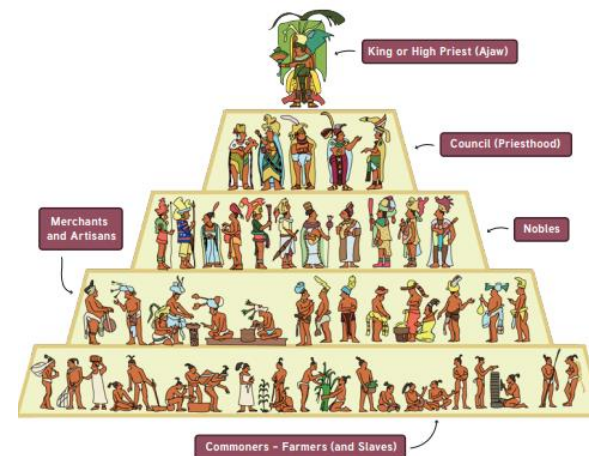 King or High Priest (Ajaw)
Council (Priesthood)
Merchants
and Artisans
Nobles
Commoners – Farmers (and Slaves)